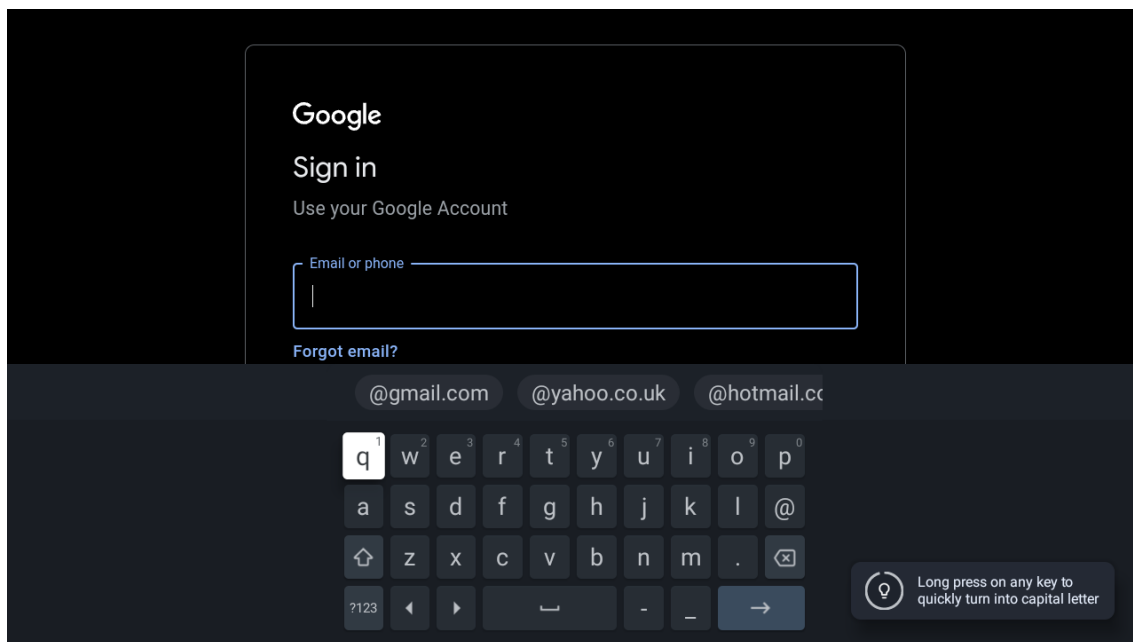 Google
Sign in
Use your Google Account
Email or phone
Forgot email?
@gmail.com @yahoo.co.uk @hotmail.cc
q 1 w 2 e 3 r 4 t 5 y 6 u 7 i 8 o 9 p 0
a s d f g h j k l @
z x c v b n m .
?123 - _
Long press on any key to
quickly turn into capital letter